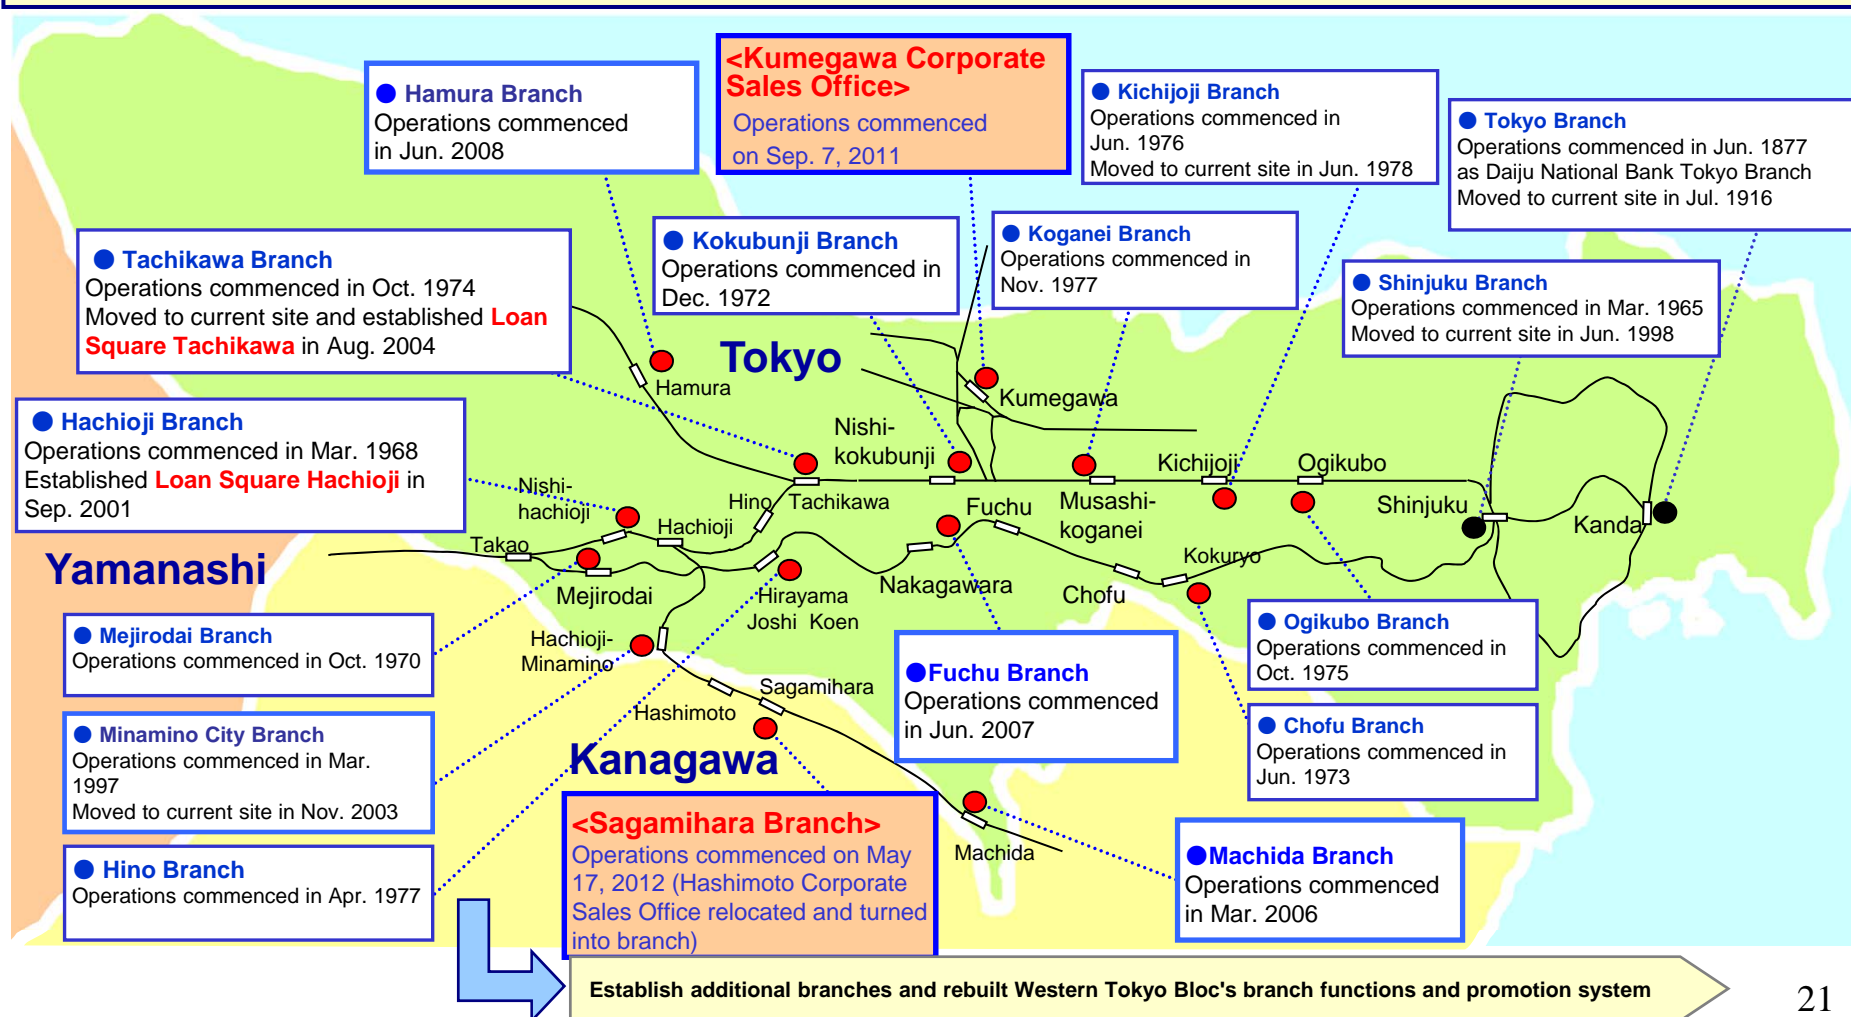 ● Hamura Branch
Operations commenced
in Jun. 2008
<Kumegawa Corporate
Sales Office>
Operations commenced
on Sep. 7, 2011
● Kichijoji Branch
Operations commenced in
Jun. 1976
Moved to current site in Jun. 1978
● Tokyo Branch
Operations commenced in Jun. 1877
as Daiju National Bank Tokyo Branch
Moved to current site in Jul. 1916
● Tachikawa Branch
Operations commenced in Oct. 1974
Moved to current site and established Loan
Square Tachikawa in Aug. 2004
● Kokubunji Branch
Operations commenced in
Dec. 1972
● Koganei Branch
Operations commenced in
Nov. 1977
● Shinjuku Branch
Operations commenced in Mar. 1965
Moved to current site in Jun. 1998
● Hachioji Branch
Operations commenced in Mar. 1968
Established Loan Square Hachioji in
Sep. 2001
Tokyo
Hamura
Kumegawa
Nishi-
kokubunji
Kichijoji
Ogikubo
Nishi-
hachioji
Hino
Tachikawa
Fuchu
Musashi-
koganei
Shinjuku
Kanda
Takao
Hachioji
Kokuryo
Yamanashi
Mejirodai
Hirayama
Joshi Koen
Nakagawara
Chofu
● Mejirodai Branch
Operations commenced in Oct. 1970
Hachioji-
Minamino
● Ogikubo Branch
Operations commenced in
Oct. 1975
●Fuchu Branch
Operations commenced
in Jun. 2007
Sagamihara
Hashimoto
● Minamino City Branch
Operations commenced in Mar.
1997
Moved to current site in Nov. 2003
Kanagawa
● Chofu Branch
Operations commenced in
Jun. 1973
<Sagamihara Branch>
Operations commenced on May
17, 2012 (Hashimoto Corporate
Sales Office relocated and turned
into branch)
Machida
● Hino Branch
Operations commenced in Apr. 1977
●Machida Branch
Operations commenced
in Mar. 2006
Establish additional branches and rebuilt Western Tokyo Bloc's branch functions and promotion system
21